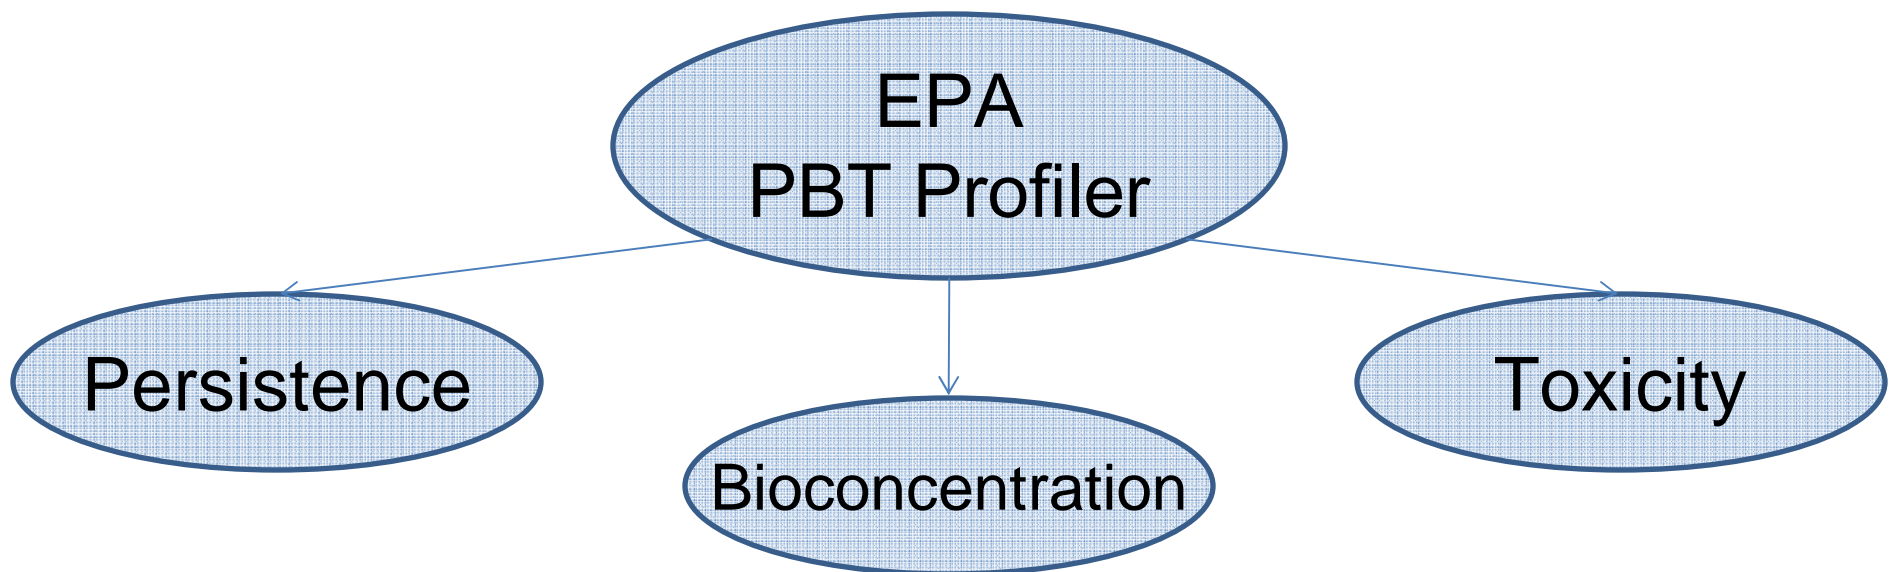 EPA
PBT Profiler
Persistence
Bioconcentration
Toxicity